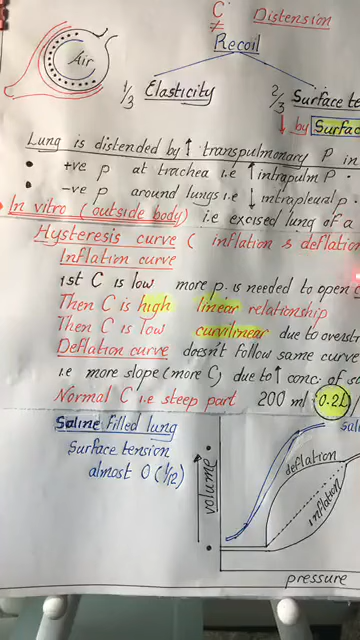 C ≠ Distension
Recoil
Air
1/3 Elasticity
2/3 Surface te
↓ by Surfac
Lung is distended by ↑ transpulmonary P in
• +ve p at trachea i.e ↑ intrapulm P.
• -ve p around lungs i.e ↓ intrapleural p.
In vitro (outside body) i.e excised lung of a
Hysteresis curve ( inflation & deflation
Inflation curve
1st C is low more p. is needed to open
Then C is high linear relationship
Then C is low curvilinear due to overstr
Deflation curve doesn't follow same curve
i.e more slope (more C) due to ↑ conc. of s
Normal C i.e steep part 200 ml 0.2L/
Saline filled lung
Surface tension
almost 0 (1/12)
volume
deflation
inflation
Sal
pressure